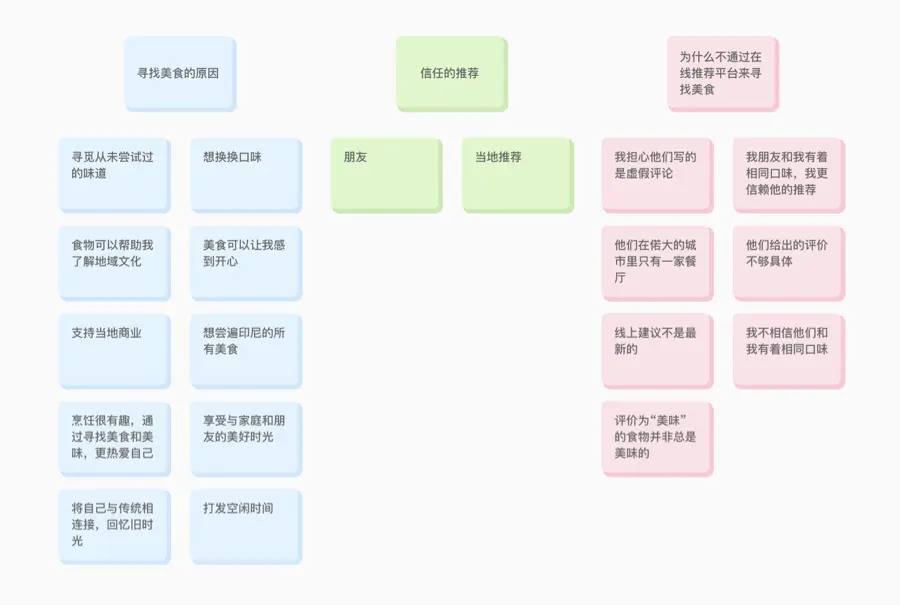 寻找美食的原因
信任的推荐
为什么不通过在
线推荐平台来寻
找美食
寻觅从未尝试过
的味道
想换换口味
朋友
当地推荐
我担心他们写的
是虚假评论
我朋友和我有着
相同口味，我更
信赖他的推荐
食物可以帮助我
了解地域文化
美食可以让我感
到开心
他们在偌大的城
市里只有一家餐
厅
他们给出的评价
不够具体
支持当地商业
想尝遍印尼的所
有美食
线上建议不是最
新的
我不相信他们和
我有着相同口味
烹饪很有趣，通
过寻找美食和美
味，更热爱自己
享受与家庭和朋
友的美好时光
评价为“美味”
的食物并非总是
美味的
将自己与传统相
连接，回忆旧时
光
打发空闲时间